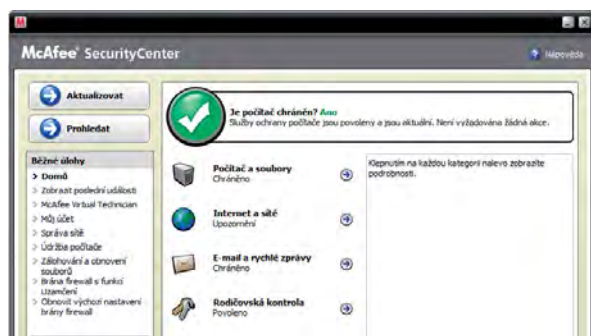 McAfee® SecurityCenter
Nápověda
Aktualizovat
Prohledat
Běžné úlohy
Domů
Zobrazit poslední události
McAfee Virtual Technician
Můj účet
Správa sítě
Údržba počítače
Zálohování a obnovení
souborů
Brána firewall s funkcí
Uzamčení
Obnovit výchozí nastavení
brány firewall
Je počítač chráněn? Ano
Služby ochrany počítače jsou povoleny a jsou aktuální. Není vyžadována žádná akce.
Počítač a soubory
Chráněno
Internet a sítě
Upozornění
E-mail a rychlé zprávy
Chráněno
Rodičovská kontrola
Povoleno
Klepnutím na každou kategorii nalevo zobrazíte
podrobnosti.